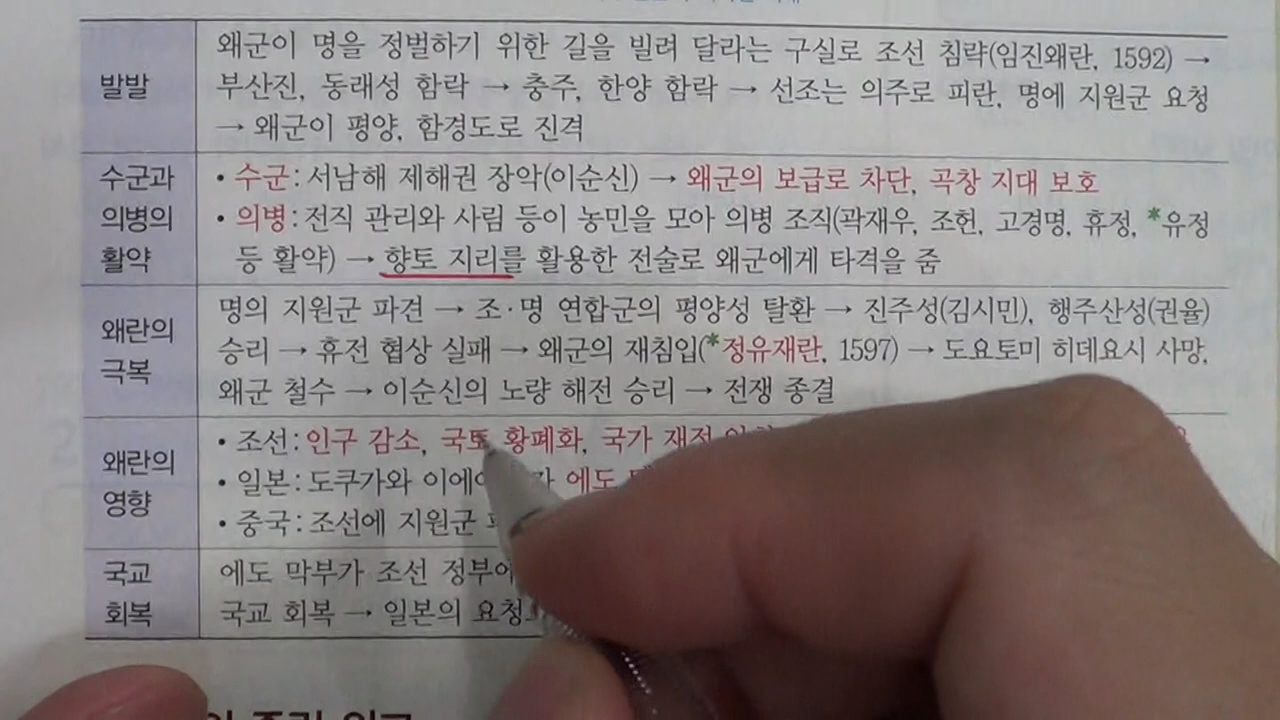 발발
왜군이 명을 정벌하기 위한 길을 빌려 달라는 구실로 조선 침략(임진왜란, 1592) →
부산진, 동래성 함락 → 충주, 한양 함락 → 선조는 의주로 피란, 명에 지원군 요청
→ 왜군이 평양, 함경도로 진격
수군과
의병의
활약
• 수군: 서남해 제해권 장악(이순신) → 왜군의 보급로 차단, 곡창 지대 보호
• 의병: 전직 관리와 사림 등이 농민을 모아 의병 조직(곽재우, 조헌, 고경명, 휴정, *유정
등 활약) → 향토 지리를 활용한 전술로 왜군에게 타격을 줌
왜란의
극복
명의 지원군 파견 → 조·명 연합군의 평양성 탈환 → 진주성(김시민), 행주산성(권율)
승리 → 휴전 협상 실패 → 왜군의 재침입(*정유재란, 1597) → 도요토미 히데요시 사망,
왜군 철수 → 이순신의 노량 해전 승리 → 전쟁 종결
왜란의
영향
• 조선: 인구 감소, 국토 황폐화, 국가 재정
• 일본: 도쿠가와 에도
• 중국: 조선에 지원군
국교
회복
에도 막부가 조선 정부에
국교 회복 → 일본의 요청